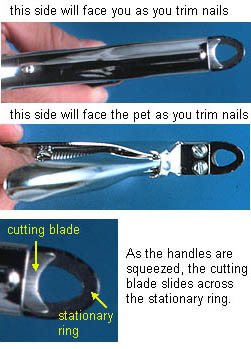 this side will face you as you trim nails
this side will face the pet as you trim nails
cutting blade
stationary
ring
As the handles are
squeezed, the cutting
blade slides across
the stationary ring.